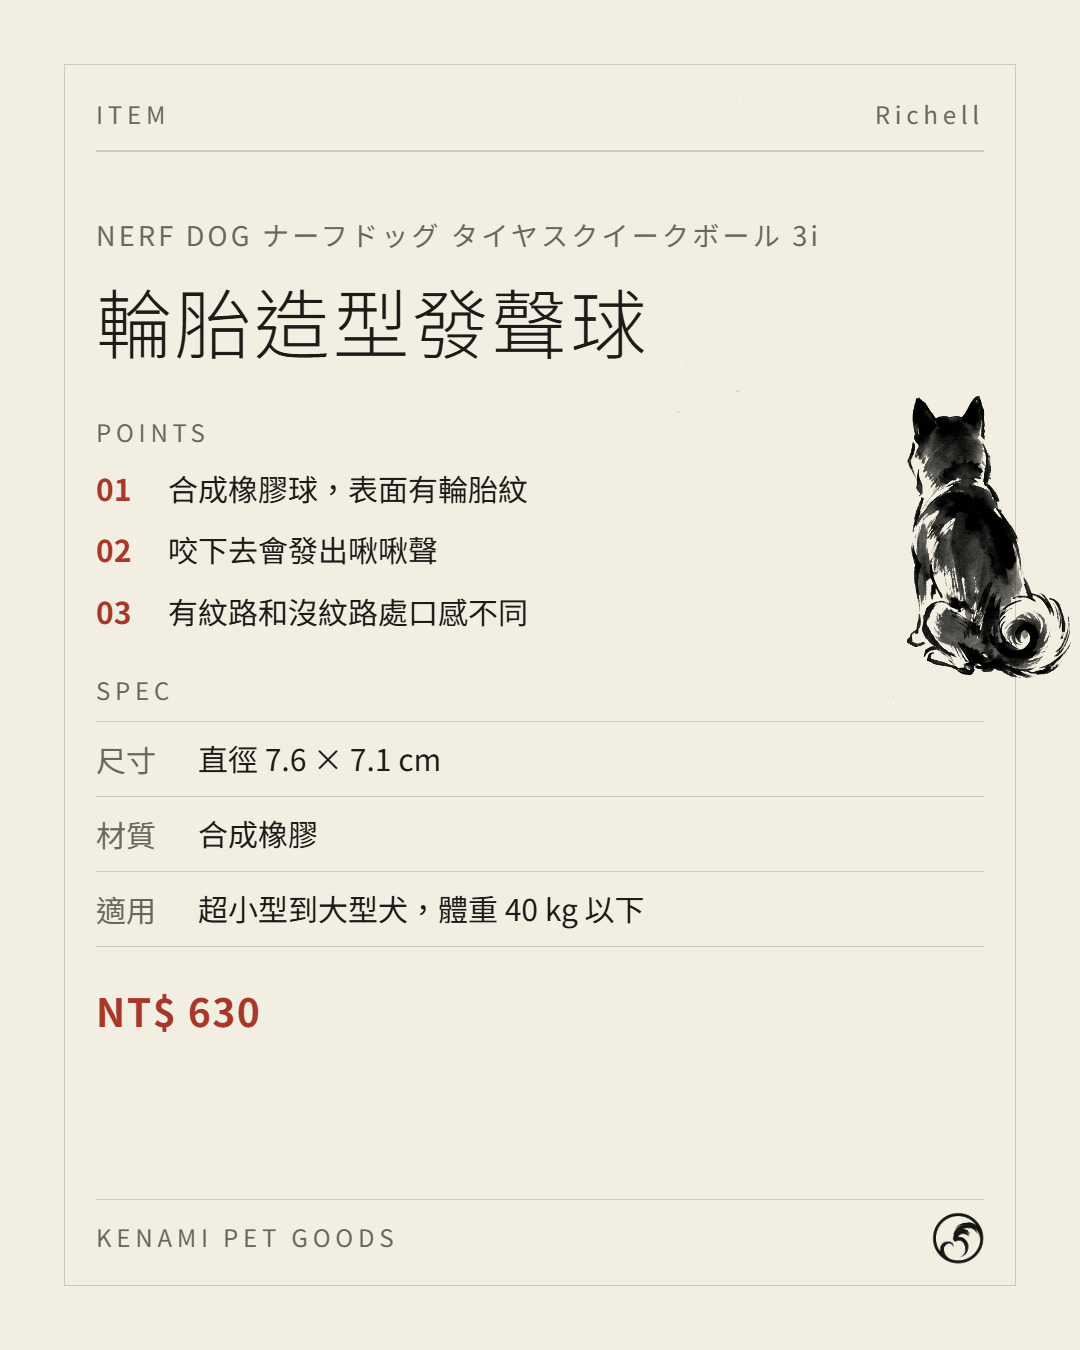 ITEM
Richell
NERF DOG ナーフドッグ タイヤスクイークボール 3i
輪胎造型發聲球
POINTS
01 合成橡膠球，表面有輪胎紋
02 咬下去會發出啾啾聲
03 有紋路和沒紋路處口感不同
SPEC
尺寸 直徑 7.6 × 7.1 cm
材質 合成橡膠
適用 超小型到大型犬，體重 40 kg 以下
NT$ 630
KENAMI PET GOODS